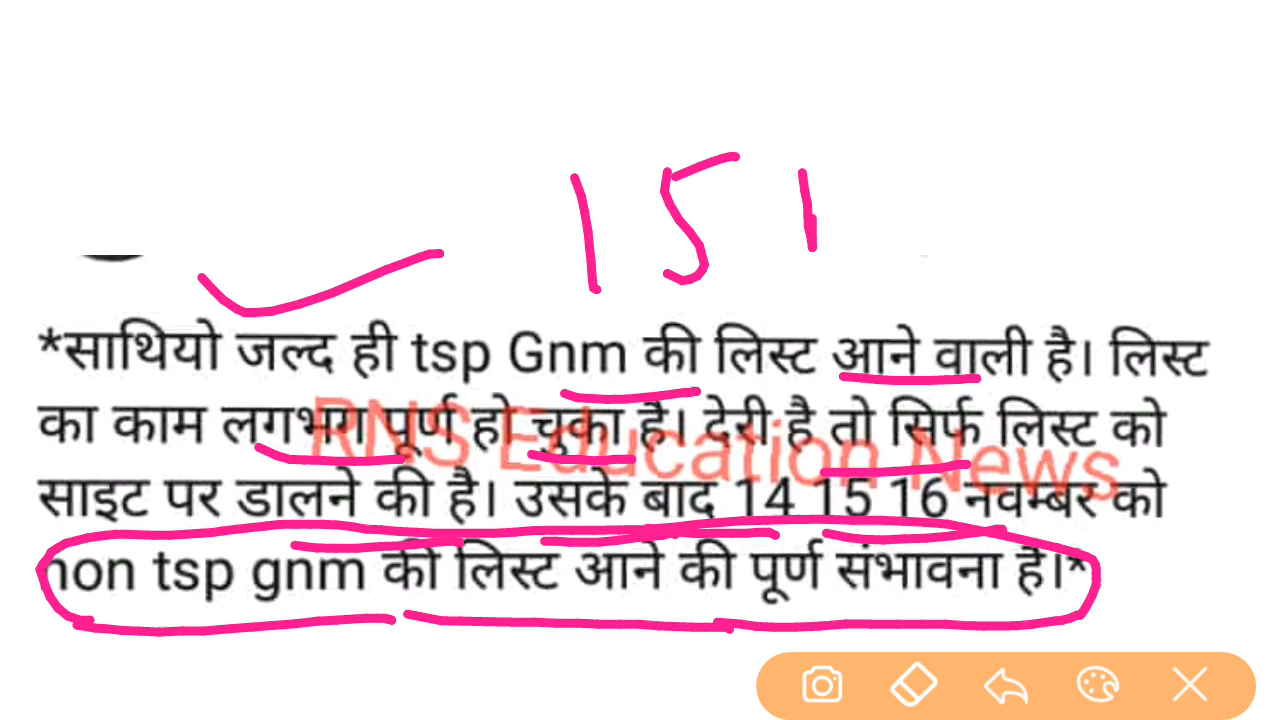 151
*साथियो जल्द ही tsp Gnm की लिस्ट आने वाली है। लिस्ट
का काम लगभग पूर्ण हो चुका है। देरी है तो सिर्फ लिस्ट को
RNS Education News
साइट पर डालने की है। उसके बाद 14 15 16 नवम्बर को
non tsp gnm की लिस्ट आने की पूर्ण संभावना है।*